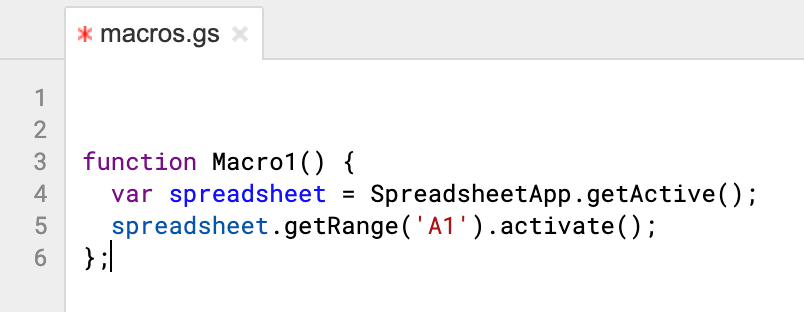 * macros.gs ×
1
2
3 function Macro1() {
4   var spreadsheet = SpreadsheetApp.getActive();
5   spreadsheet.getRange('A1').activate();
6 };